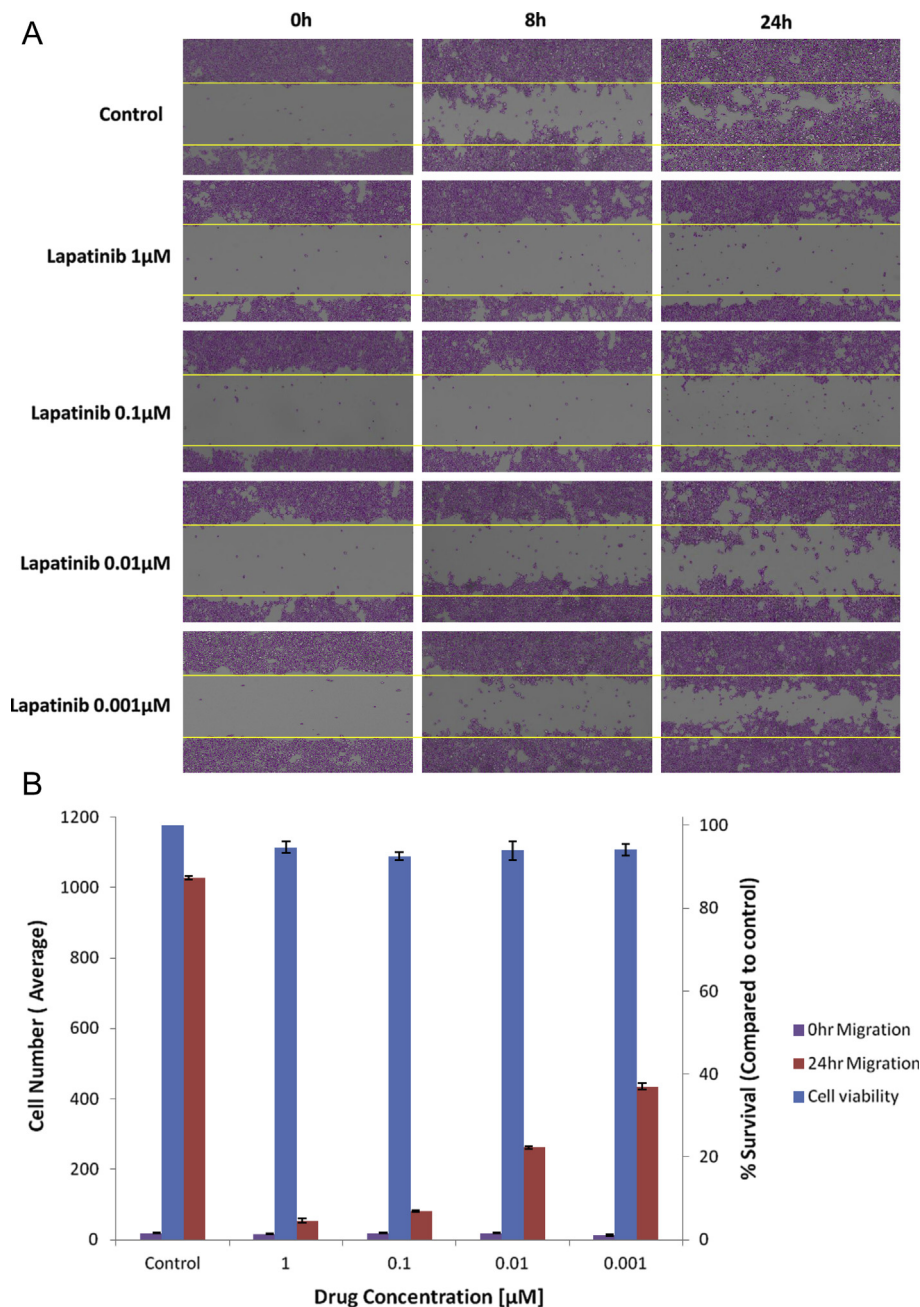 A
0h 8h 24h
Control
Lapatinib 1µM
Lapatinib 0.1µM
Lapatinib 0.01µM
Lapatinib 0.001µM
B
1200
1000
800
600
400
200
0
Cell Number ( Average)
100
80
60
40
20
0
% Survival (Compared to control)
0hr Migration
24hr Migration
Cell viability
Control 1 0.1 0.01 0.001
Drug Concentration [µM]